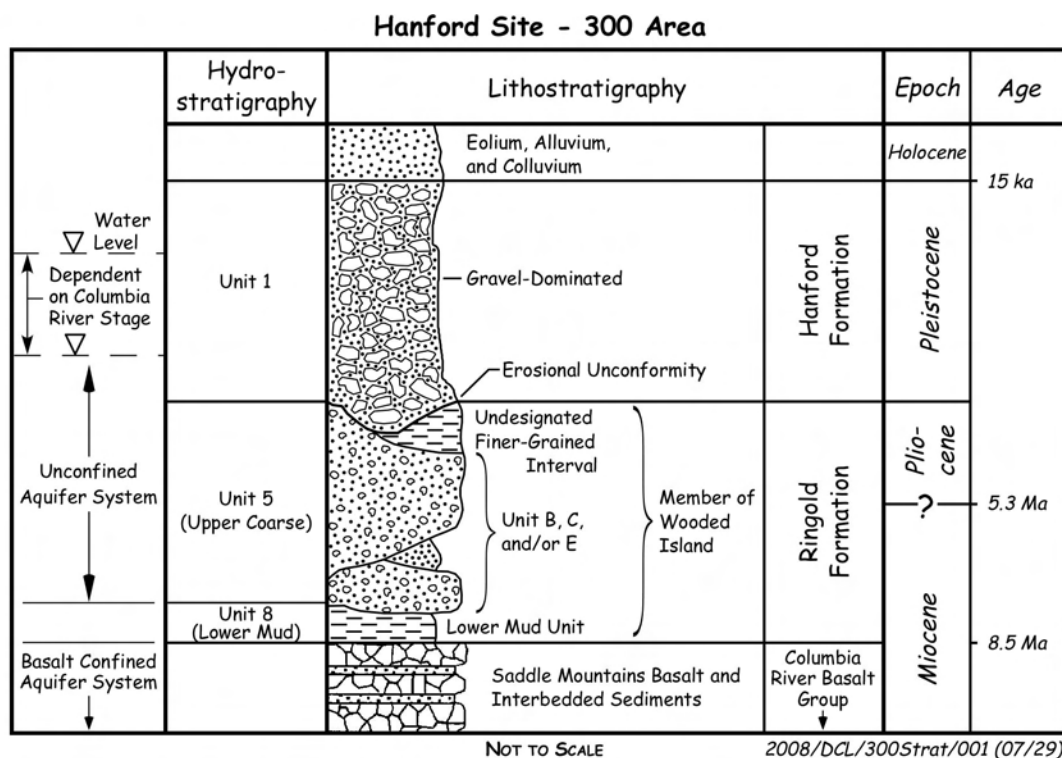 Hanford Site - 300 Area
Hydro-
stratigraphy
Lithostratigraphy
Epoch
Age
Eolium, Alluvium,
and Colluvium
Holocene
15 ka
Water
Level
Dependent
on Columbia
River Stage
Unit 1
Gravel-Dominated
Hanford
Formation
Pleistocene
Erosional Unconformity
Unconfined
Aquifer System
Unit 5
(Upper Coarse)
Undesignated
Finer-Grained
Interval
Unit B, C,
and/or E
Member of
Wooded
Island
Ringold
Formation
Plio-
cene
?
5.3 Ma
Unit 8
(Lower Mud)
Lower Mud Unit
Miocene
8.5 Ma
Basalt Confined
Aquifer System
Saddle Mountains Basalt and
Interbedded Sediments
Columbia
River Basalt
Group
NOT TO SCALE
2008/DCL/300Strat/001 (07/29)